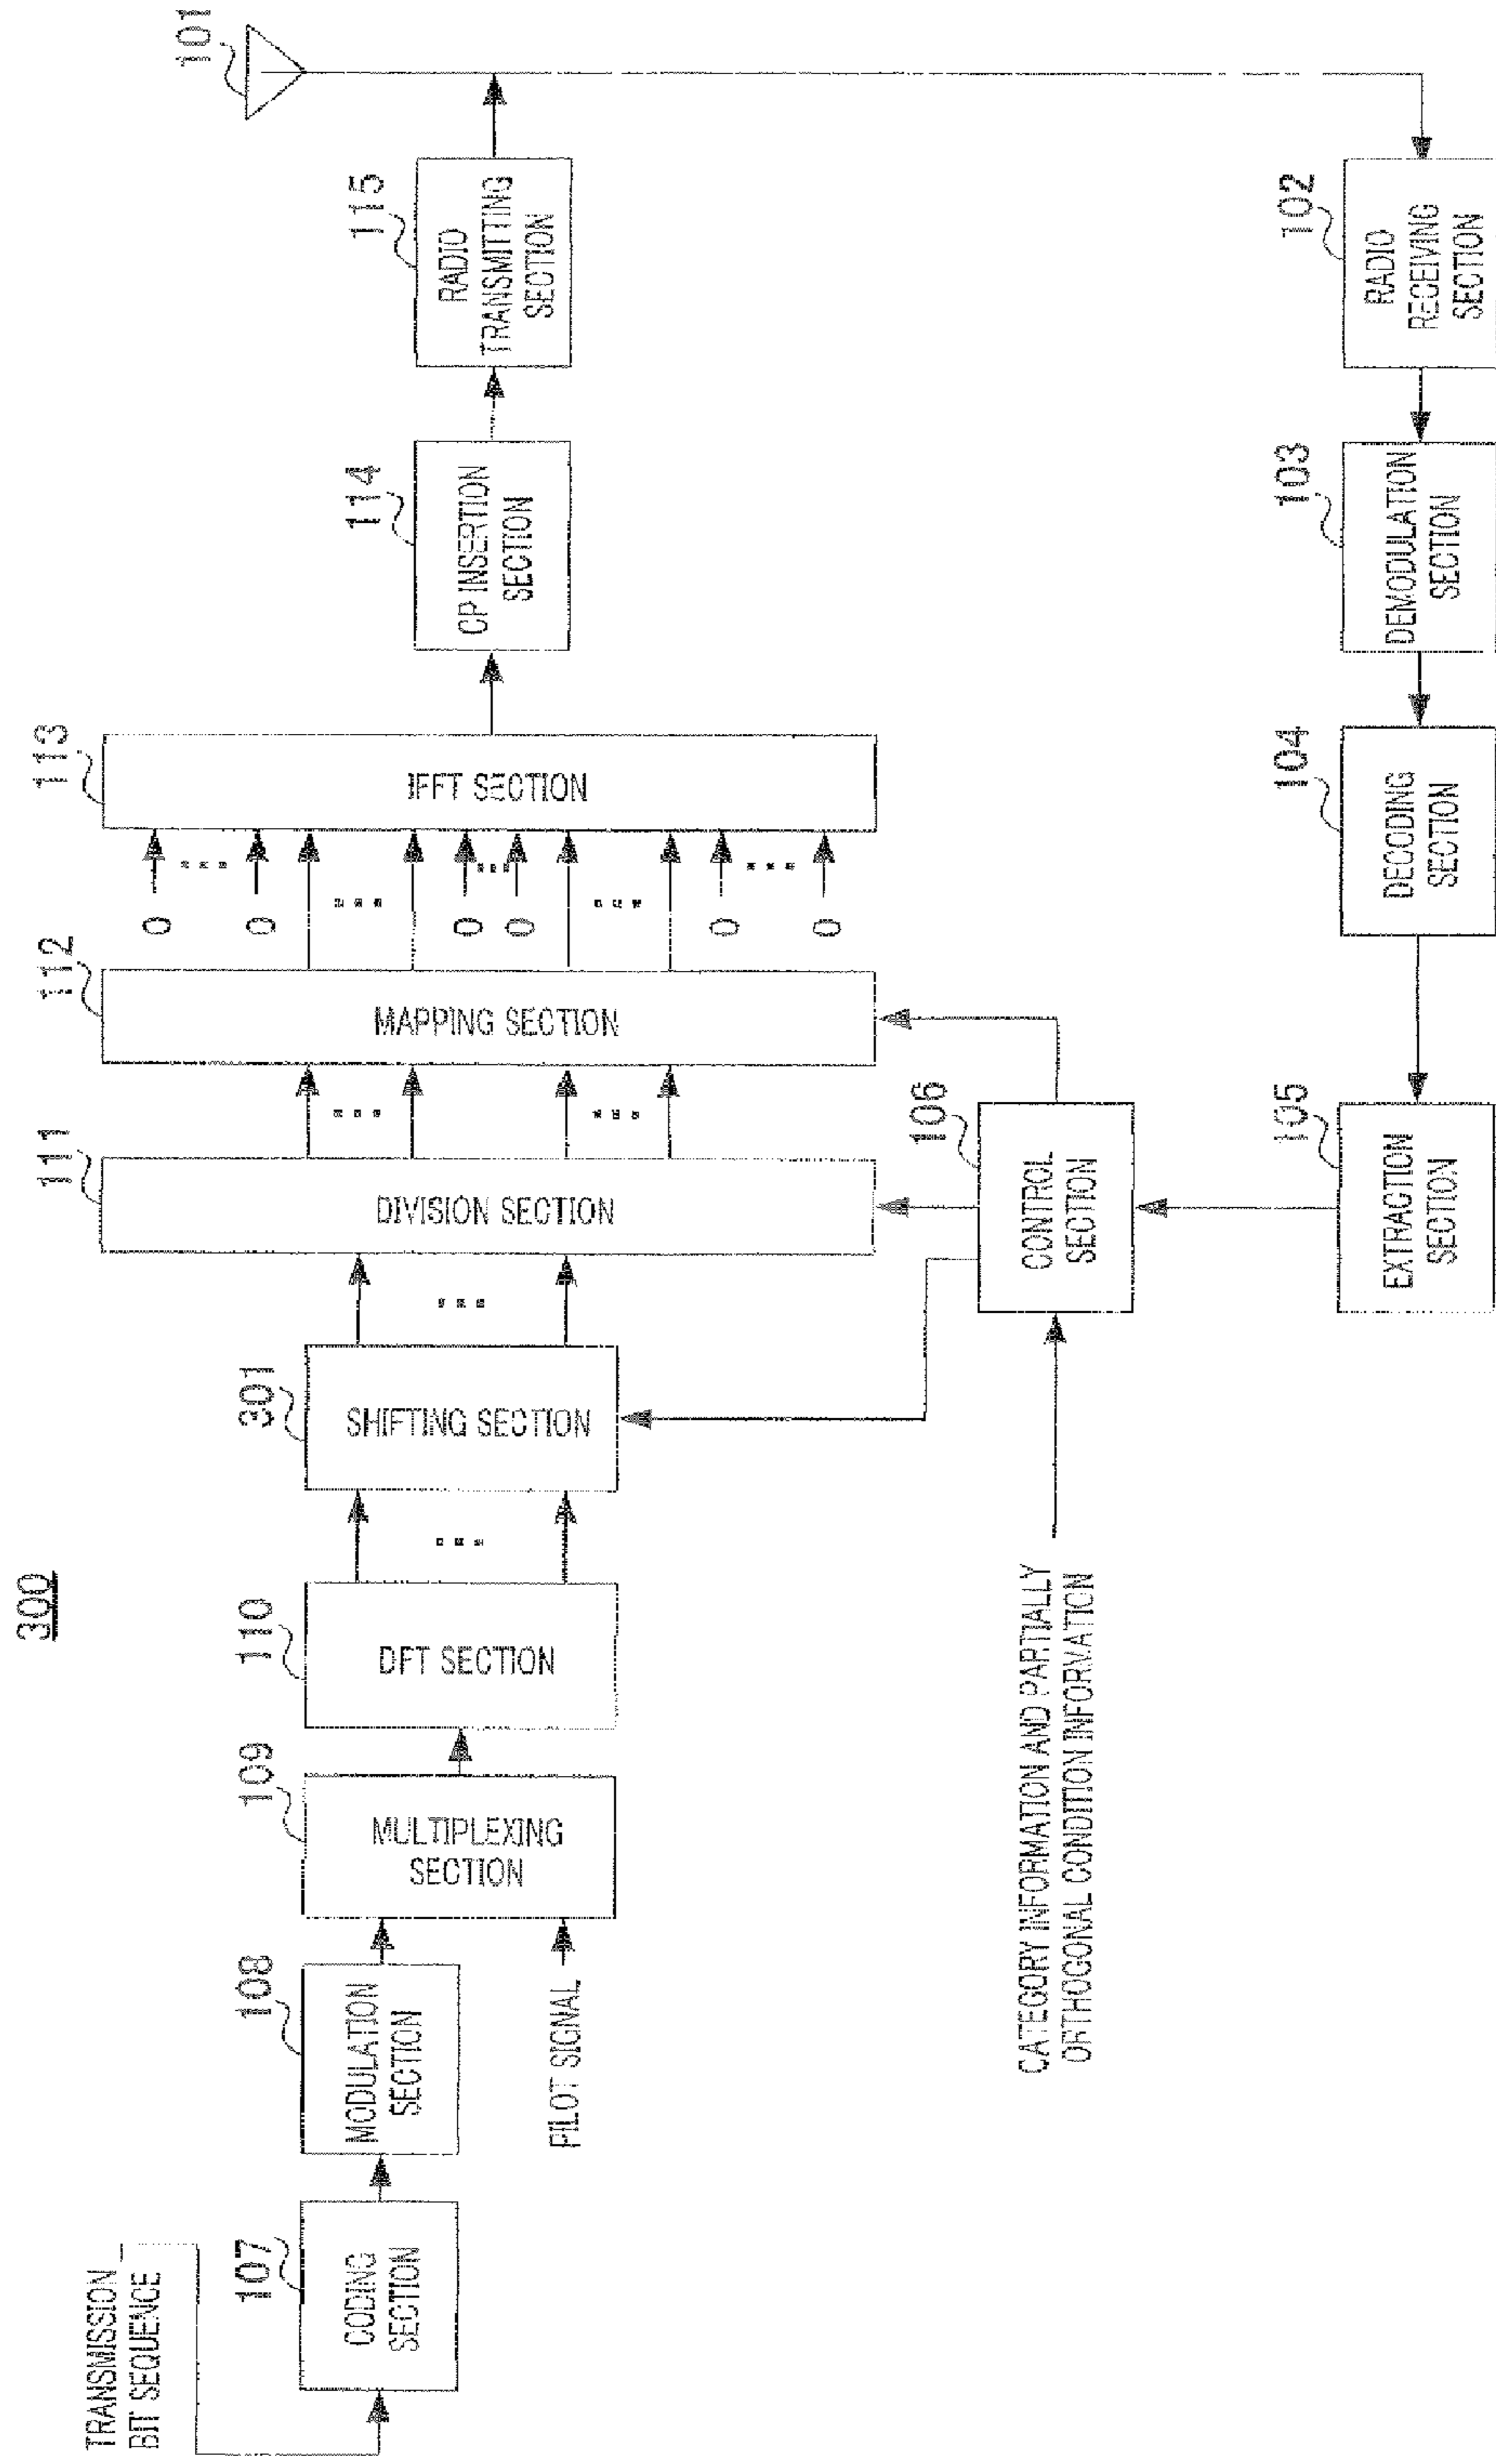 300
TRANSMISSION
BIT SEQUENCE
107
CODING
SECTION
108
MODULATION
SECTION
PILOT SIGNAL
109
MULTIPLEXING
SECTION
110
DFT SECTION
...
301
SHIFTING SECTION
...
111
DIVISION SECTION
...
...
112
MAPPING SECTION
0
...
0
...
0
...
0
...
0
...
0
113
IFFT SECTION
114
CP INSERTION
SECTION
115
RADIO
TRANSMITTING
SECTION
101
CATEGORY INFORMATION AND PARTIALLY
ORTHOGONAL CONDITION INFORMATION
106
CONTROL
SECTION
105
EXTRACTION
SECTION
104
DECODING
SECTION
103
DEMODULATION
SECTION
102
RADIO
RECEIVING
SECTION